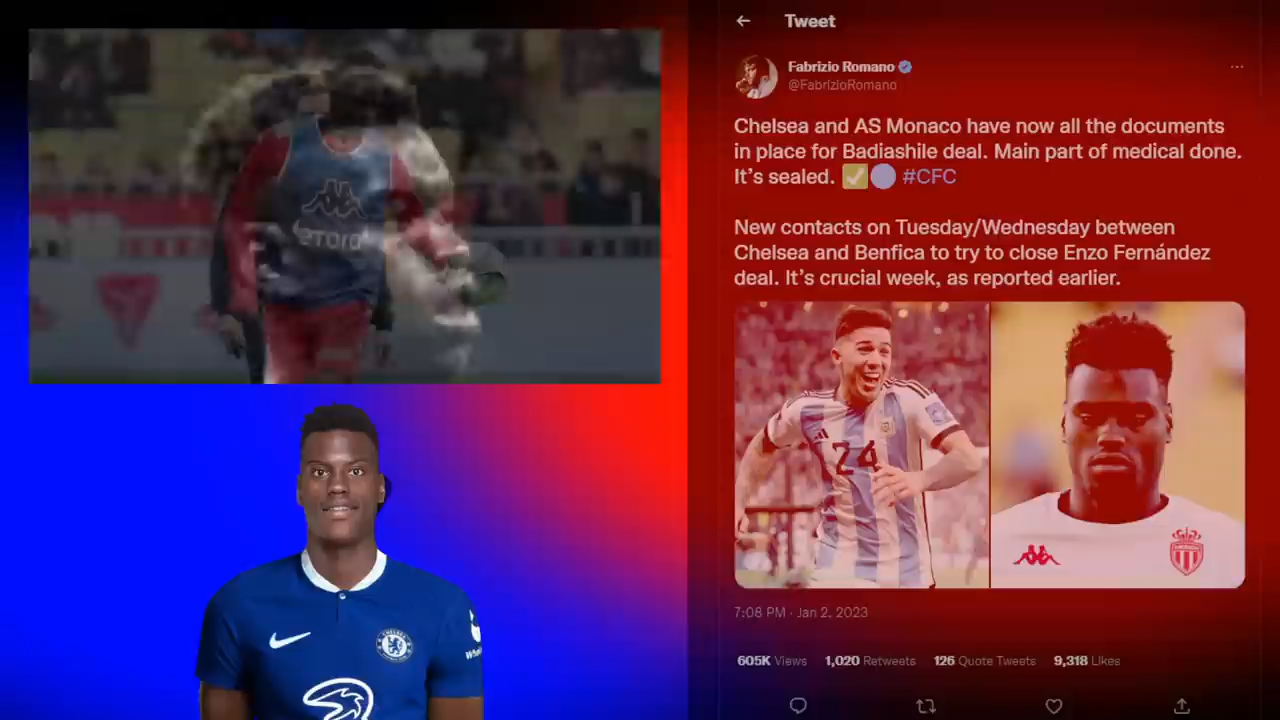 Tweet
Fabrizio Romano
@FabrizioRomano
Chelsea and AS Monaco have now all the documents
in place for Badiashile deal. Main part of medical done.
It’s sealed. ✅🔵 #CFC
New contacts on Tuesday/Wednesday between
Chelsea and Benfica to try to close Enzo Fernández
deal. It’s crucial week, as reported earlier.
24
7:08 PM · Jan 2, 2023
605K Views 1,020 Retweets 126 Quote Tweets 9,318 Likes
3